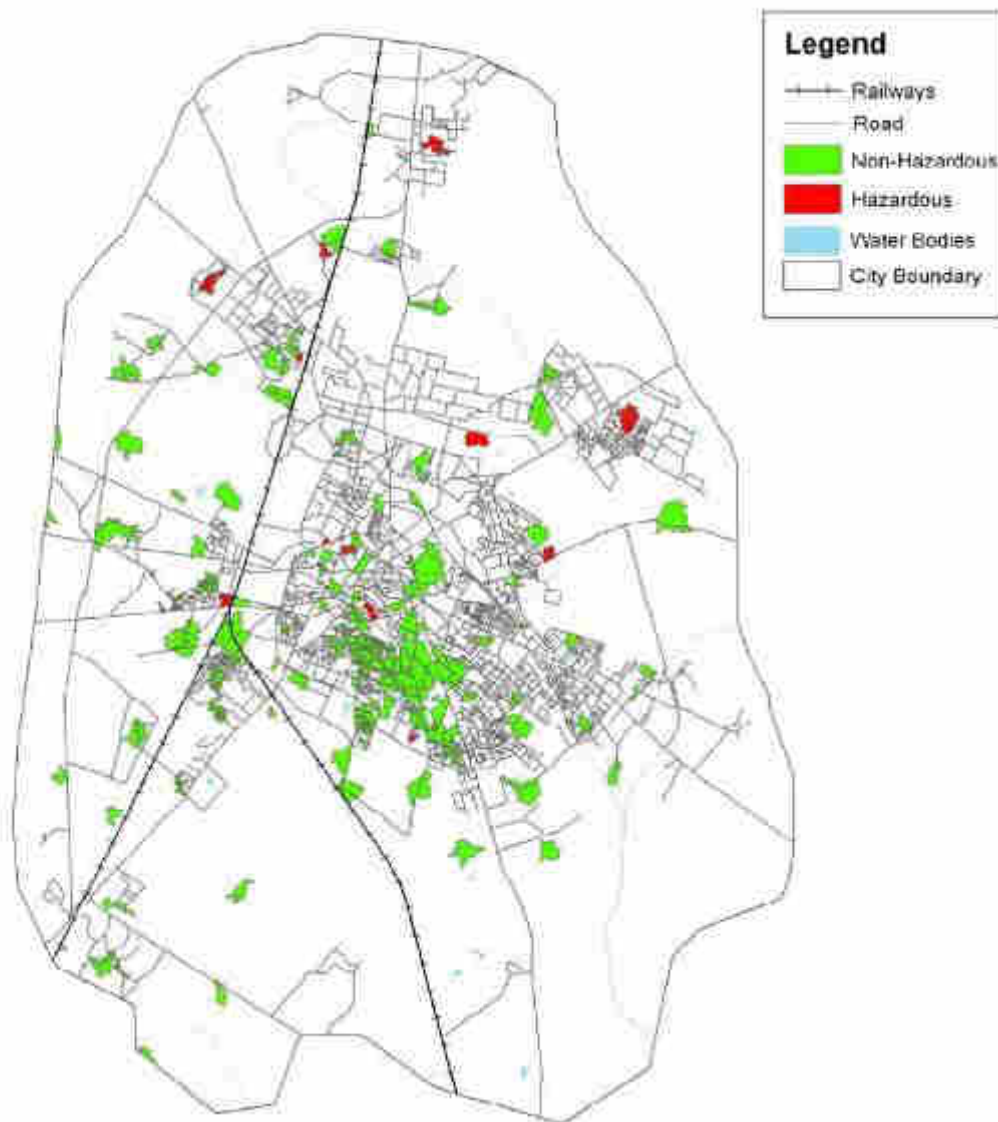 Legend
Railways
Road
Non-Hazardous
Hazardous
Water Bodies
City Boundary